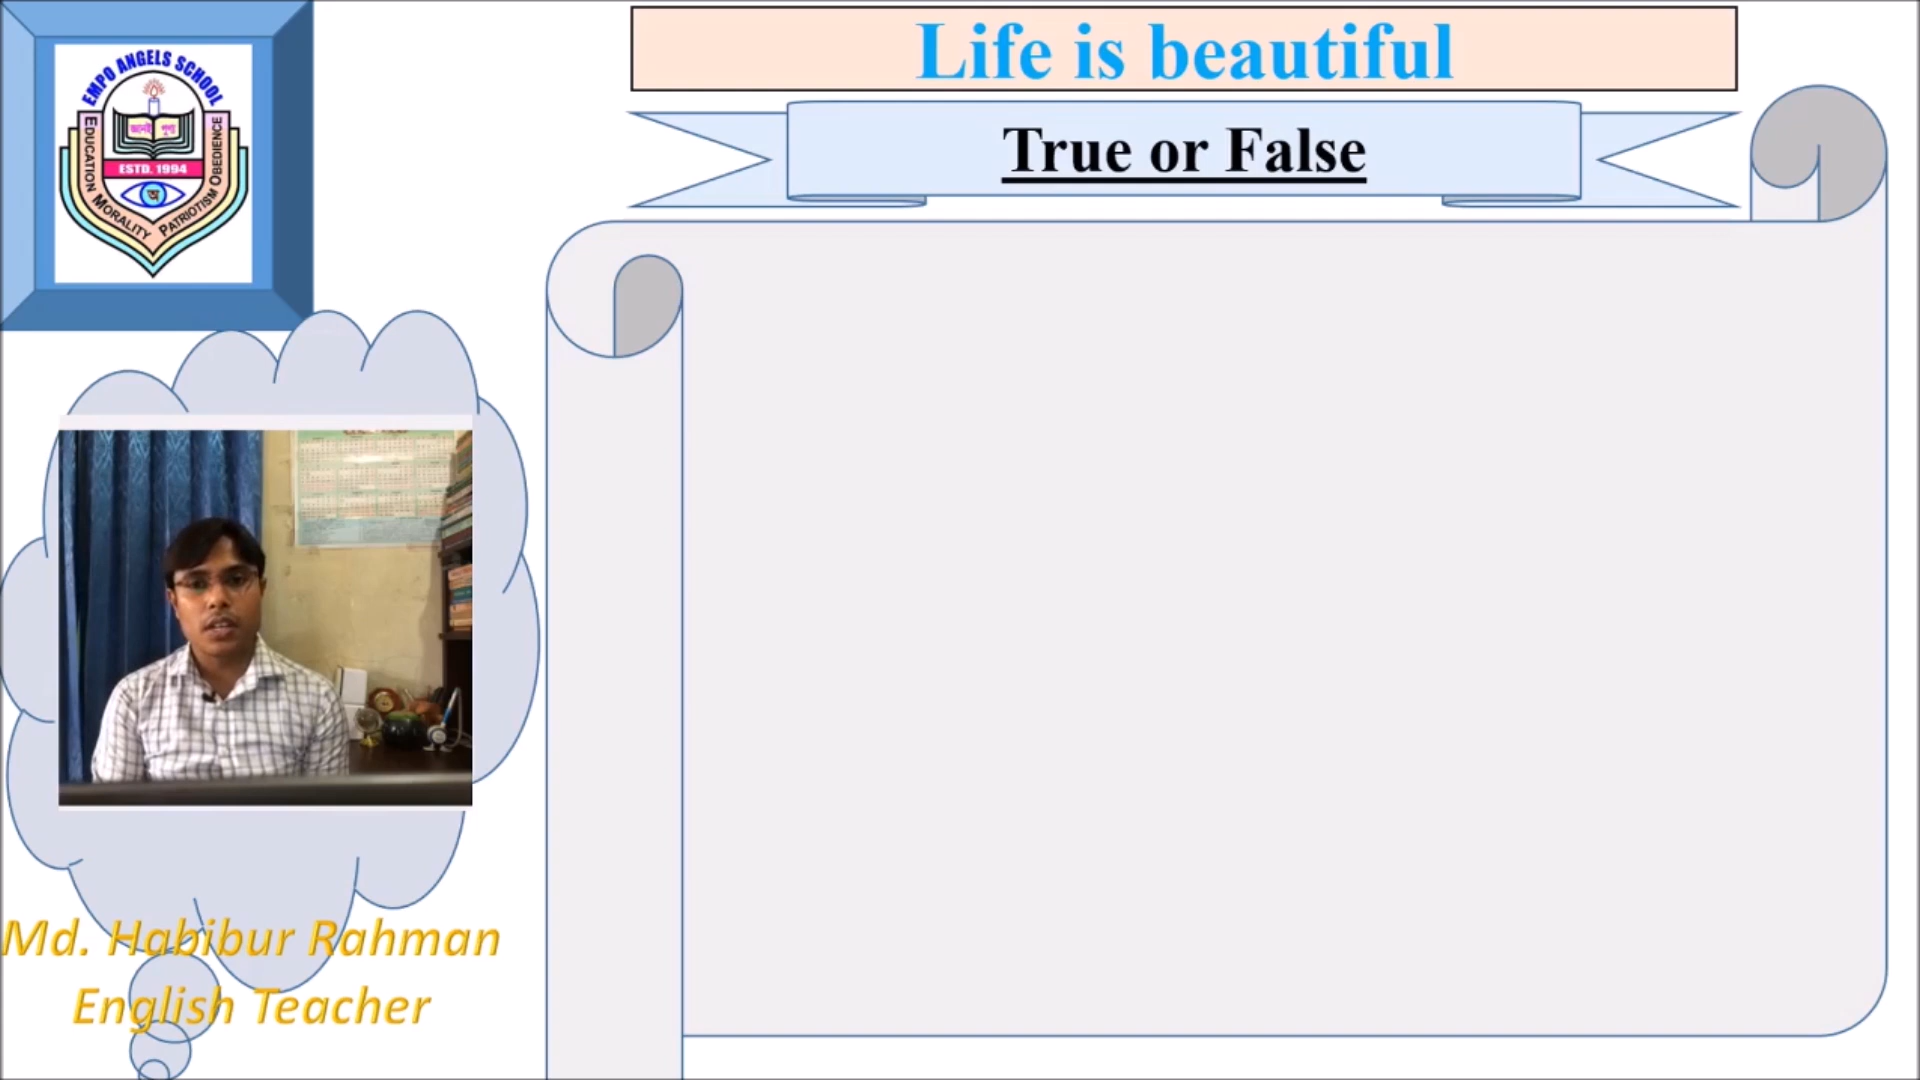 EMPO ANGELS SCHOOL
ESTD. 1994
EDUCATION MORALITY PATRIOTISM OBEDIENCE
অ
Life is beautiful
True or False
Md. Habibur Rahman
English Teacher